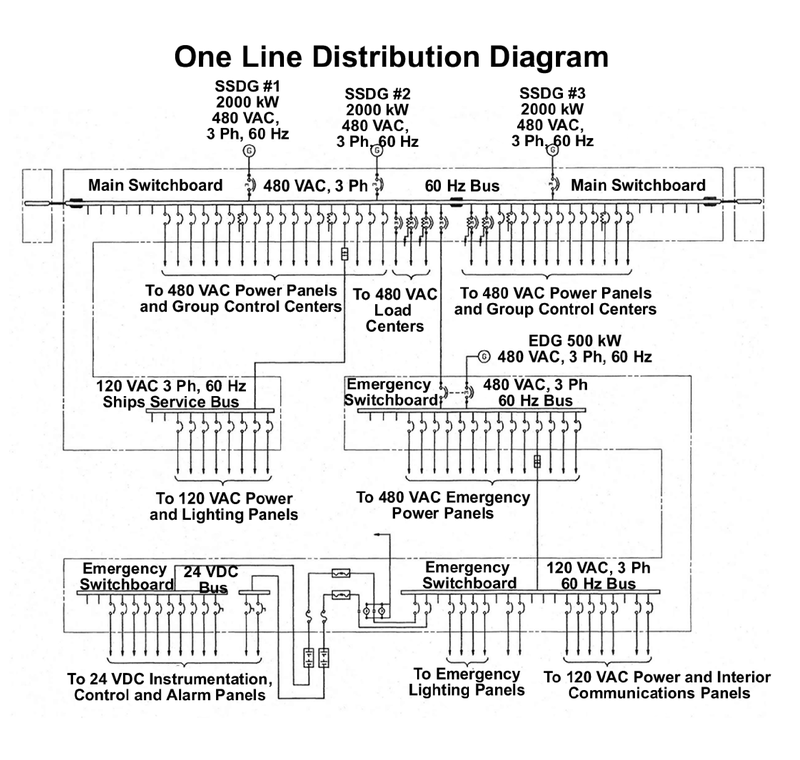 One Line Distribution Diagram
SSDG #1
2000 kW
480 VAC,
3 Ph, 60 Hz
G
SSDG #2
2000 kW
480 VAC,
3 Ph, 60 Hz
G
SSDG #3
2000 kW
480 VAC,
3 Ph, 60 Hz
G
Main Switchboard
480 VAC, 3 Ph
60 Hz Bus
Main Switchboard
To 480 VAC Power Panels
and Group Control Centers
To 480 VAC
Load
Centers
To 480 VAC Power Panels
and Group Control Centers
EDG 500 kW
480 VAC, 3 Ph, 60 Hz
G
120 VAC 3 Ph, 60 Hz
Ships Service Bus
Emergency
Switchboard
480 VAC, 3 Ph
60 Hz Bus
To 120 VAC Power
and Lighting Panels
To 480 VAC Emergency
Power Panels
Emergency
Switchboard
24 VDC
Bus
Emergency
Switchboard
120 VAC, 3 Ph
60 Hz Bus
To 24 VDC Instrumentation,
Control and Alarm Panels
To Emergency
Lighting Panels
To 120 VAC Power and Interior
Communications Panels